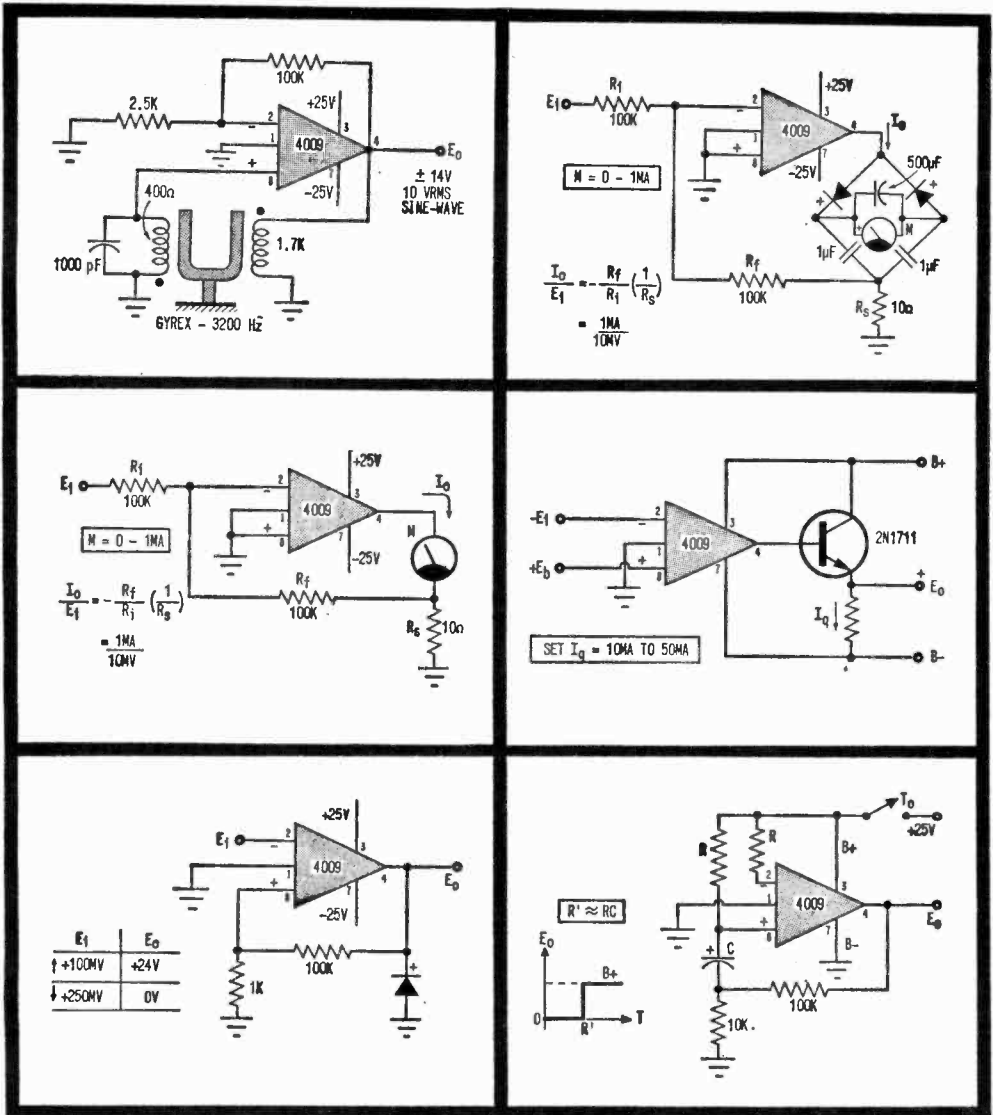 100K
2.5K
+25V
2
-
3
4009
1
4
E₀
+
7
8
-25V
± 14V
10 VRMS
SINE-WAVE
400Ω
1000 pF
1.7K
GYREX - 3200 Hz
E₁
R₁
100K
+25V
2
-
3
4009
4
I₀
1
+
7
8
-25V
500µF
M = 0 - 1MA
+
+
+
M
1µF
1µF
I₀/E₁ = - Rf/Ri (1/Rs)
= 1MA/10MV
Rf
100K
Rs
10Ω
E₁
R₁
100K
+25V
2
-
3
4009
4
I₀
1
+
7
8
-25V
M
M = 0 - 1MA
I₀/E₁ = - Rf/Ri (1/Rs)
= 1MA/10MV
Rf
100K
Rs
10Ω
B+
-E₁
2
-
3
4009
1
4
2N1711
+Eb
+
7
8
+
E₀
Iq
SET Iq = 10MA TO 50MA
B-
+25V
E₁
2
-
3
4009
1
4
E₀
+
7
8
-25V
E₁ E₀
↑ +100MV +24V
↓ +250MV 0V
100K
+
1K
T₀
+25V
R
R
B+
2
-
3
4009
1
4
E₀
+
7
8
B-
R' ≈ RC
+
C
E₀
B+
0
R'
T
100K
10K.